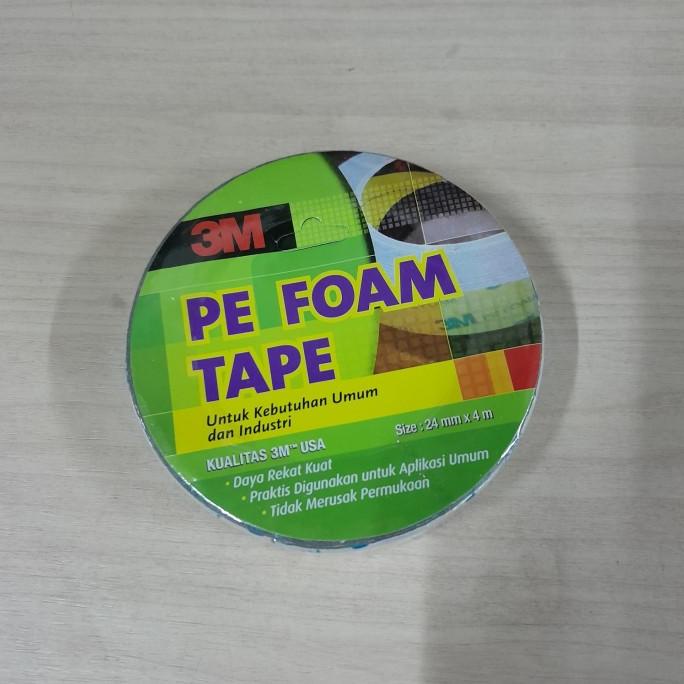 3M
PE FOAM
TAPE
Untuk Kebutuhan Umum
dan Industri
Size : 24 mm x 4 m
KUALITAS 3M™ USA
• Daya Rekat Kuat
• Praktis Digunakan untuk Aplikasi Umum
• Tidak Merusak Permukaan
3M